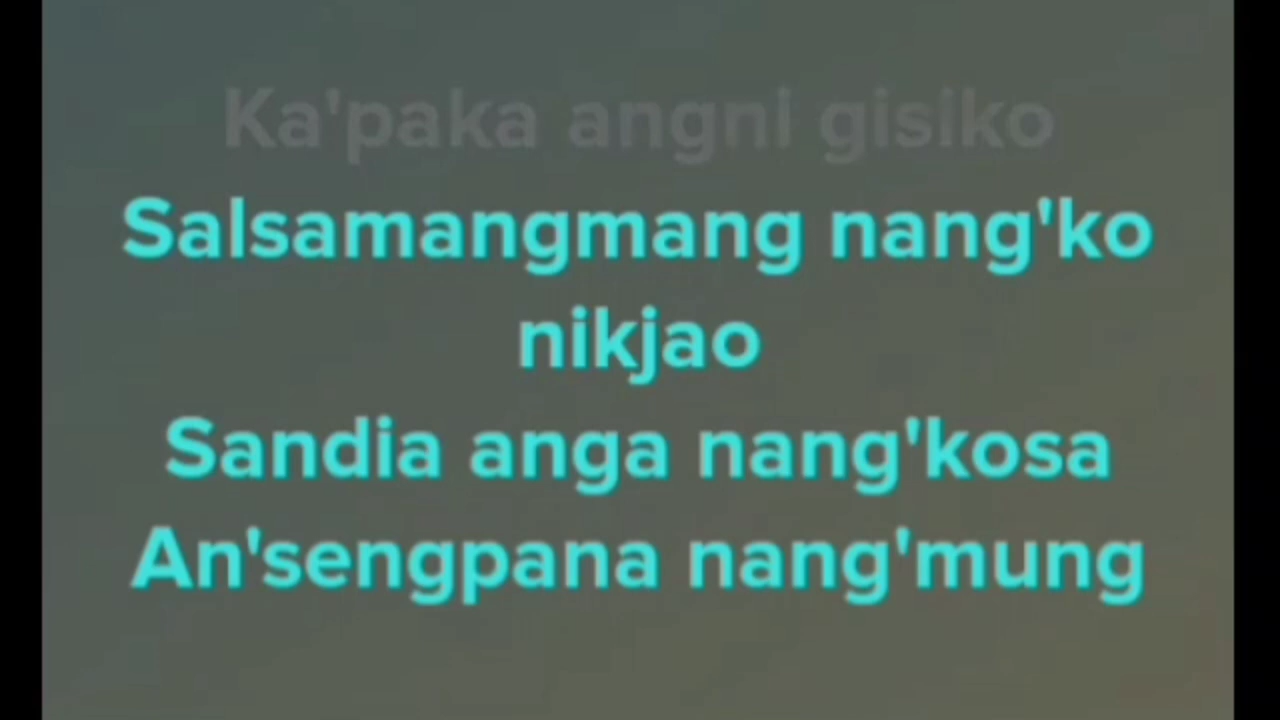 Ka'paka angni gisiko
Salsamangmang nang'ko
nikjao
Sandia anga nang'kosa
An'sengpana nang'mung